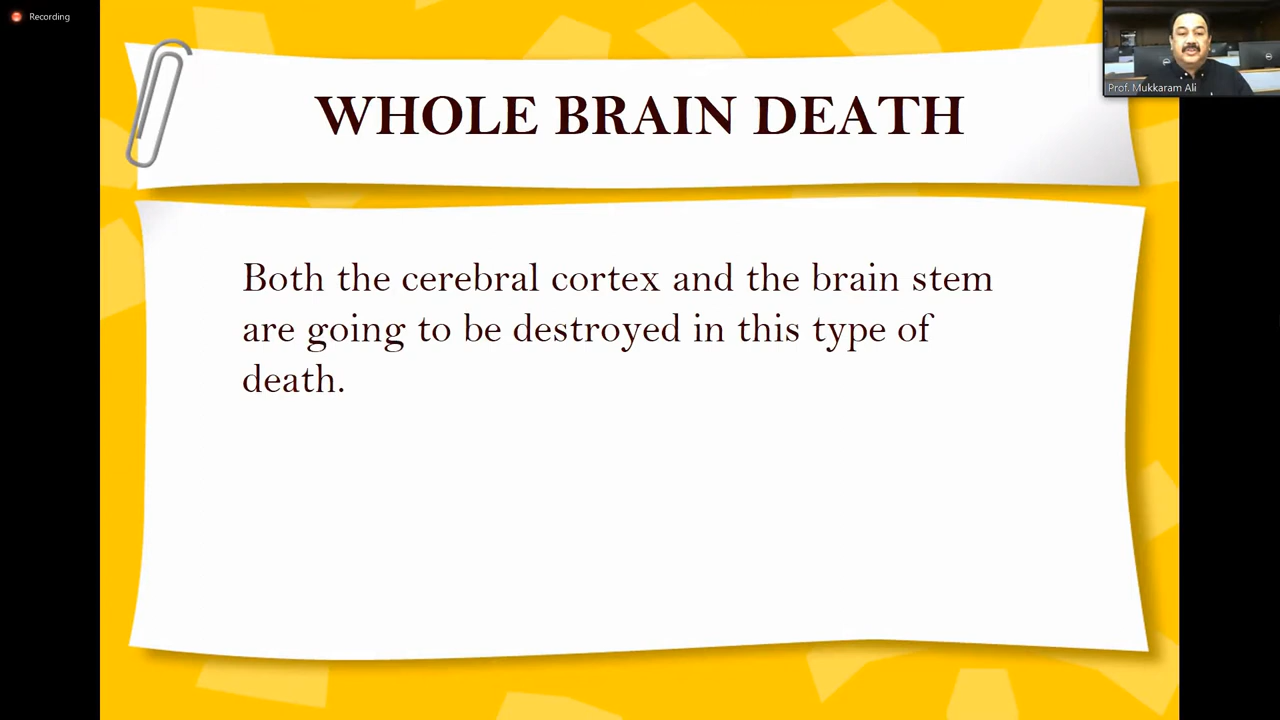 Recording
Prof. Mukkaram Ali
WHOLE BRAIN DEATH
Both the cerebral cortex and the brain stem
are going to be destroyed in this type of
death.